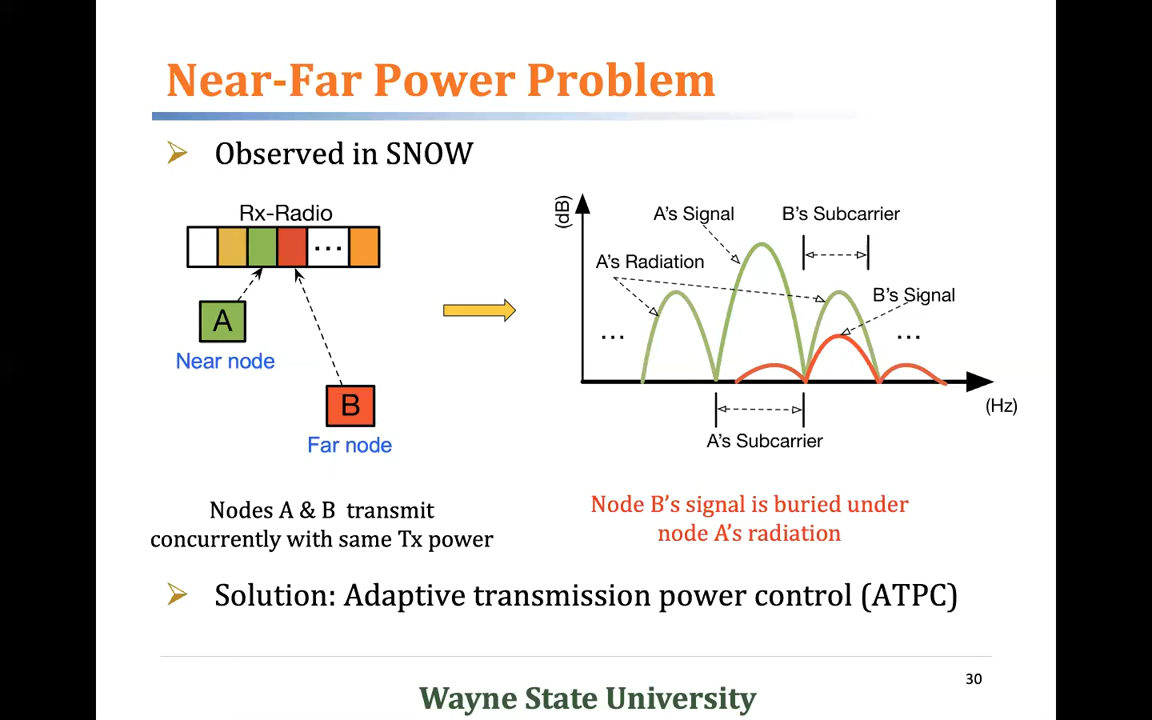 Near-Far Power Problem
Observed in SNOW
Rx-Radio
...
A
Near node
B
Far node
(dB)
A's Signal
B's Subcarrier
A's Radiation
B's Signal
...
...
(Hz)
A's Subcarrier
Nodes A & B transmit
concurrently with same Tx power
Node B's signal is buried under
node A's radiation
Solution: Adaptive transmission power control (ATPC)
30
Wayne State University